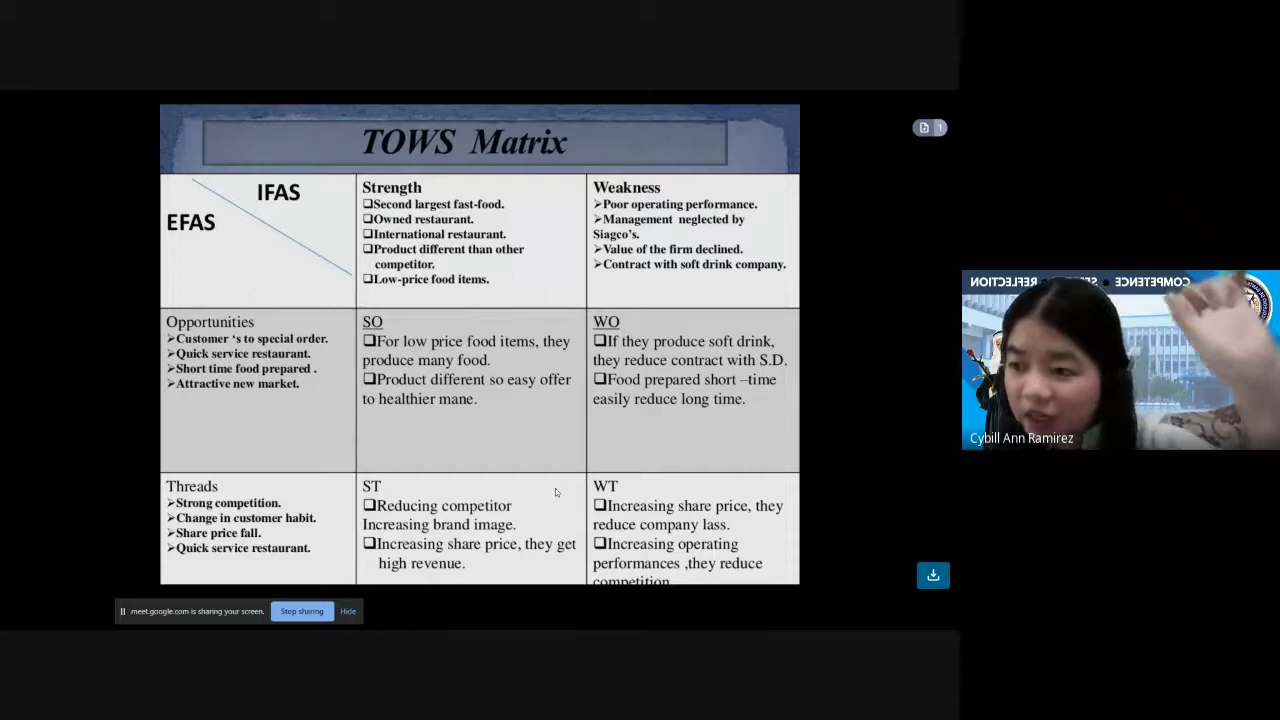 TOWS Matrix
IFAS
EFAS
Strength
Second largest fast-food.
Owned restaurant.
International restaurant.
Product different than other
competitor.
Low-price food items.
Weakness
Poor operating performance.
Management neglected by
Siagco's.
Value of the firm declined.
Contract with soft drink company.
Opportunities
Customer 's to special order.
Quick service restaurant.
Short time food prepared .
Attractive new market.
SO
For low price food items, they
produce many food.
Product different so easy offer
to healthier mane.
WO
If they produce soft drink,
they reduce contract with S.D.
Food prepared short –time
easily reduce long time.
Threads
Strong competition.
Change in customer habit.
Share price fall.
Quick service restaurant.
ST
Reducing competitor
Increasing brand image.
Increasing share price, they get
high revenue.
WT
Increasing share price, they
reduce company lass.
Increasing operating
performances ,they reduce
competition
1
COMPETENCE
REFLECTION
Cybill Ann Ramirez
meet.google.com is sharing your screen.
Stop sharing
Hide